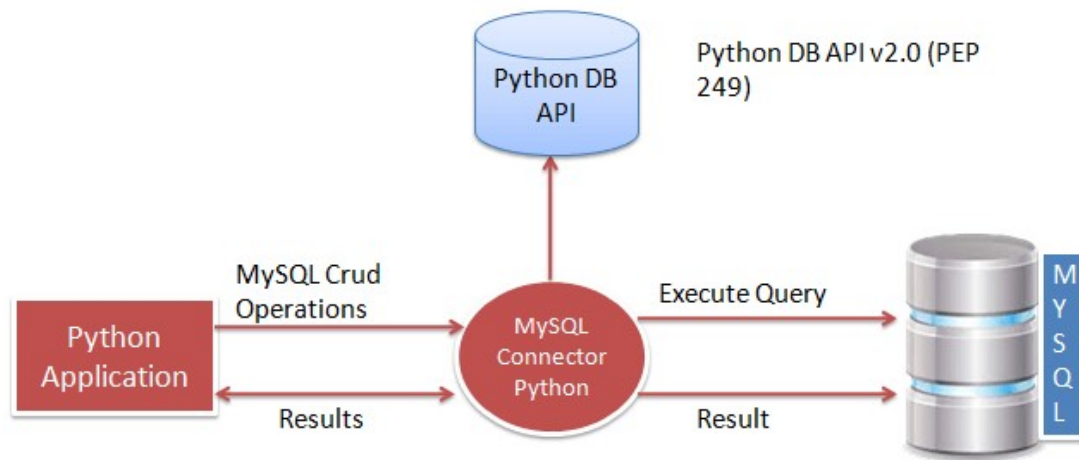 Python DB
API
Python DB API v2.0 (PEP
249)
MySQL Crud
Operations
Python
Application
Results
MySQL
Connector
Python
Execute Query
Result
M
Y
S
Q
L